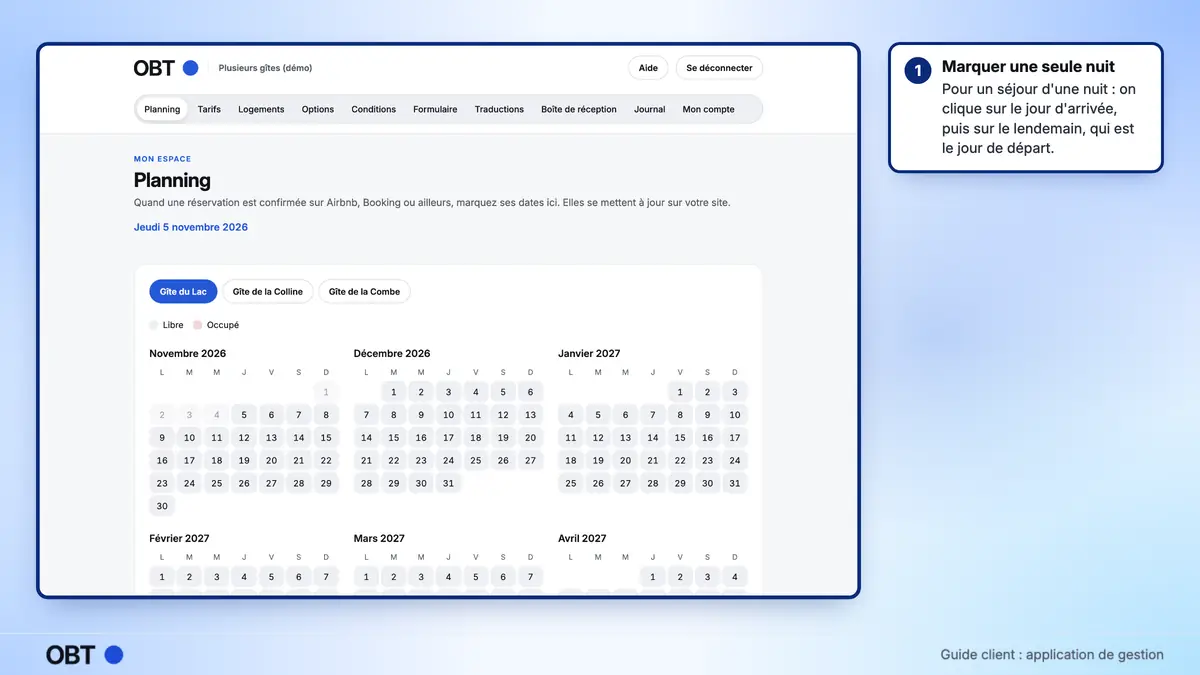 OBT
Plusieurs gîtes (démo)
Aide
Se déconnecter
Planning Tarifs Logements Options Conditions Formulaire Traductions Boîte de réception Journal Mon compte
MON ESPACE
Planning
Quand une réservation est confirmée sur Airbnb, Booking ou ailleurs, marquez ses dates ici. Elles se mettent à jour sur votre site.
Jeudi 5 novembre 2026
Gîte du Lac Gîte de la Colline Gîte de la Combe
Libre Occupé
Novembre 2026
L M M J V S D
1
2 3 4 5 6 7 8
9 10 11 12 13 14 15
16 17 18 19 20 21 22
23 24 25 26 27 28 29
30
Décembre 2026
L M M J V S D
1 2 3 4 5 6
7 8 9 10 11 12 13
14 15 16 17 18 19 20
21 22 23 24 25 26 27
28 29 30 31
Janvier 2027
L M M J V S D
1 2 3
4 5 6 7 8 9 10
11 12 13 14 15 16 17
18 19 20 21 22 23 24
25 26 27 28 29 30 31
Février 2027
L M M J V S D
1 2 3 4 5 6 7
Mars 2027
L M M J V S D
1 2 3 4 5 6 7
Avril 2027
L M M J V S D
1 2 3 4
1
Marquer une seule nuit
Pour un séjour d'une nuit : on
clique sur le jour d'arrivée,
puis sur le lendemain, qui est
le jour de départ.
OBT
Guide client : application de gestion